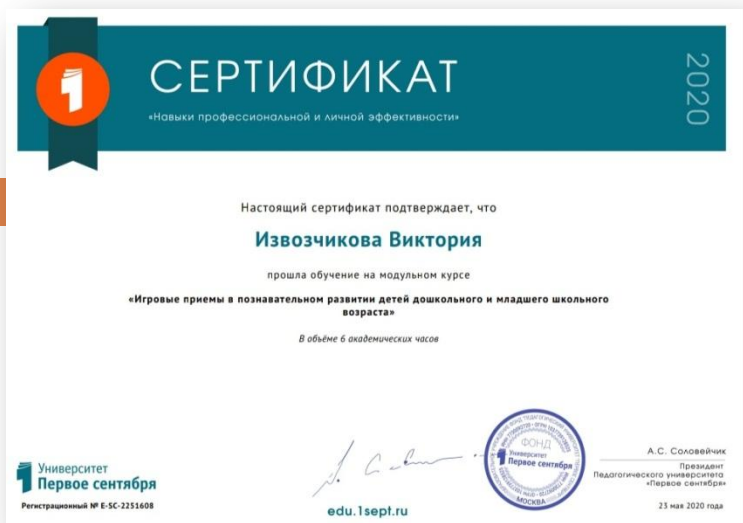 СЕРТИФИКАТ
2020
«Навыки профессиональной и личной эффективности»
Настоящий сертификат подтверждает, что
Извозчикова Виктория
прошла обучение на модульном курсе
«Игровые приемы в познавательном развитии детей дошкольного и младшего школьного
возраста»
В объёме 6 академических часов
Университет
Первое сентября
Регистрационный № E-SC-2251608
edu.1sept.ru
ФОНД
Университет
Первое сентября
МОСКВА
А.С. Соловейчик
Президент
Педагогического университета
«Первое сентября»
23 мая 2020 года